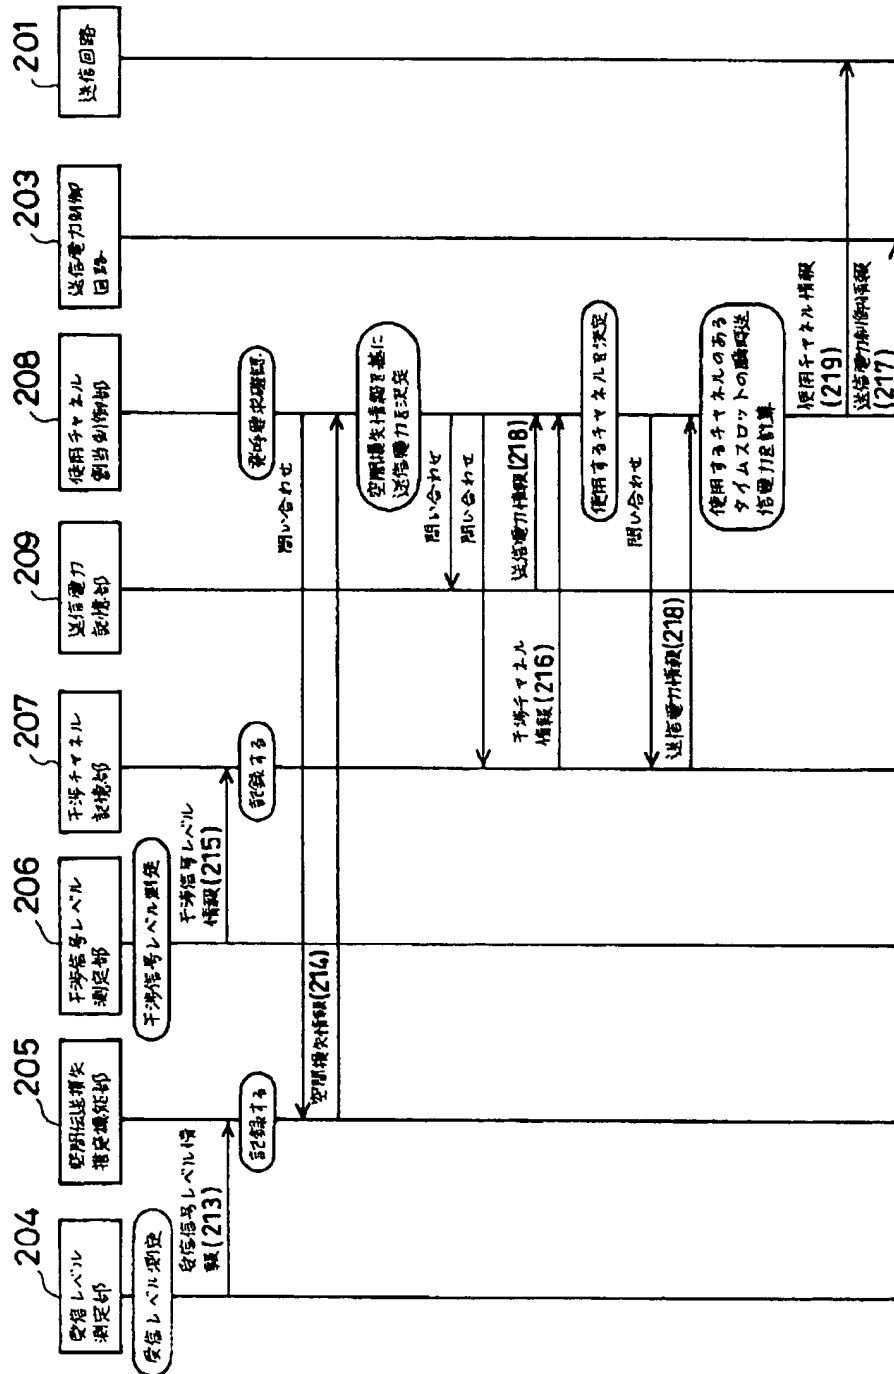 204
受信レベル
測定部
205
空間伝送損失
推定検知部
206
干渉信号レベル
測定部
207
干渉チャネル
記憶部
209
送信電力
記憶部
208
使用チャネル
割当制御部
203
送信電力制御
回路
201
送信回路
受信レベル測定
干渉信号レベル測定
受信信号レベル情
報(213)
干渉信号レベル
情報(215)
記録する
記録する
発呼要求確認
問い合わせ
空間損失情報(214)
空間損失情報を基に
送信電力を決定
問い合わせ
問い合わせ
送信電力情報(218)
干渉チャネル
情報(216)
使用するチャネルを決定
問い合わせ
送信電力情報(218)
使用するチャネルのある
タイムスロットの瞬時送
信電力を計算
使用チャネル情報
(219)
送信電力制御情報
(217)